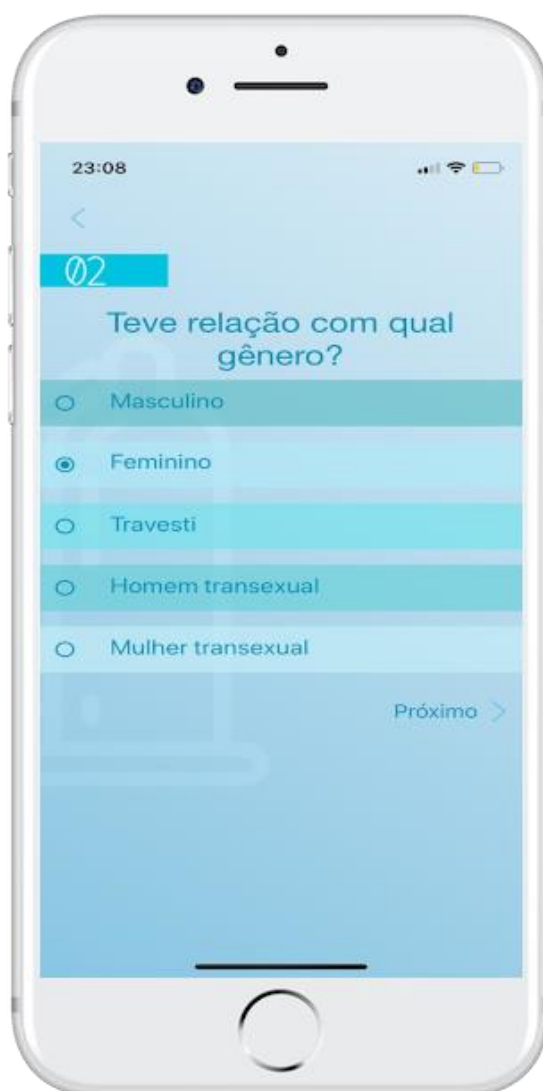 23:08
02
Teve relação com qual
gênero?
Masculino
Feminino
Travesti
Homem transexual
Mulher transexual
Próximo